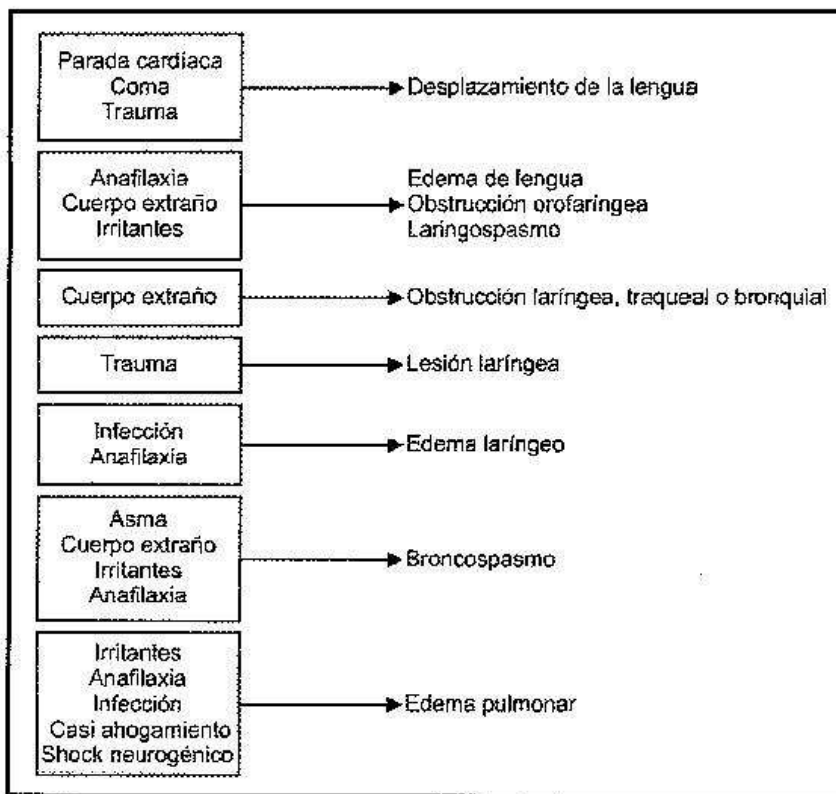 Parada cardíaca
Coma
Trauma
Desplazamiento de la lengua
Anafilaxia
Cuerpo extraño
Irritantes
Edema de lengua
Obstrucción orofaríngea
Laringospasmo
Cuerpo extraño
Obstrucción laríngea, traqueal o bronquial
Trauma
Lesión laríngea
Infección
Anafilaxia
Edema laríngeo
Asma
Cuerpo extraño
Irritantes
Anafilaxia
Broncospasmo
Irritantes
Anafilaxia
Infección
Casi ahogamiento
Shock neurogénico
Edema pulmonar